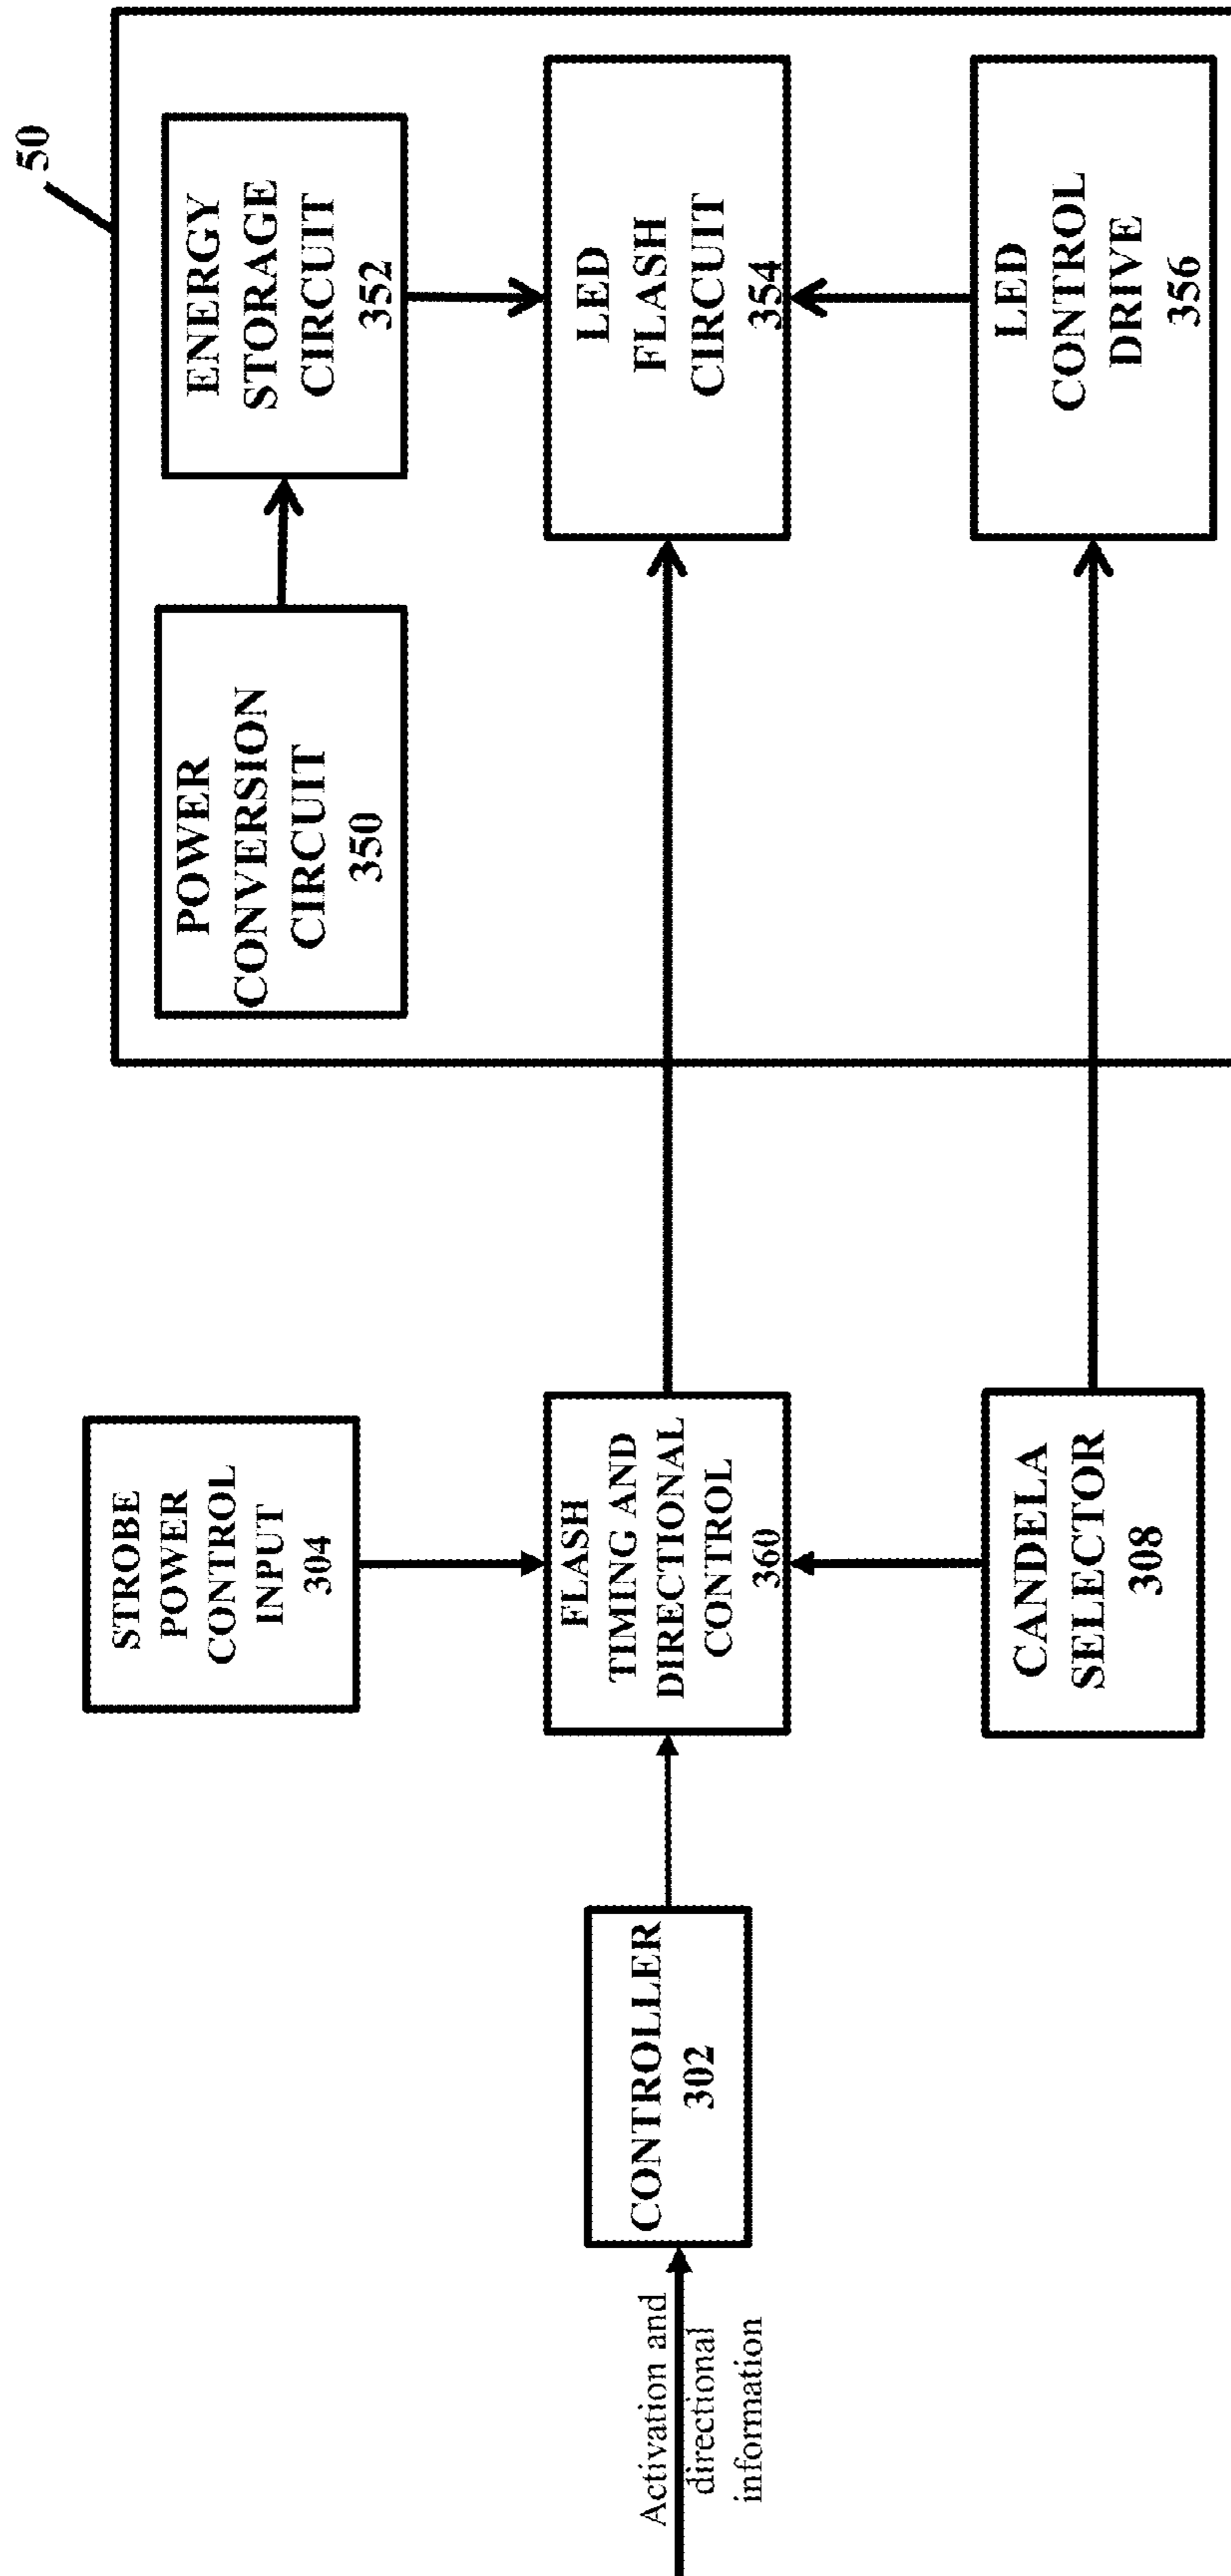 50
POWER
CONVERSION
CIRCUIT
350
ENERGY
STORAGE
CIRCUIT
352
STROBE
POWER
CONTROL
INPUT
304
Activation and
directional
information
CONTROLLER
302
FLASH
TIMING AND
DIRECTIONAL
CONTROL
360
LED
FLASH
CIRCUIT
354
CANDELA
SELECTOR
308
LED
CONTROL
DRIVE
356